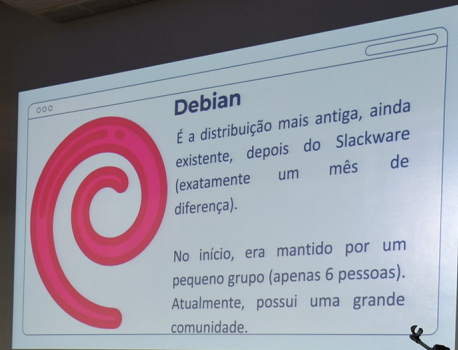 Debian
É a distribuição mais antiga, ainda
existente, depois do Slackware
(exatamente um mês de
diferença).
No início, era mantido por um
pequeno grupo (apenas 6 pessoas).
Atualmente, possui uma grande
comunidade.